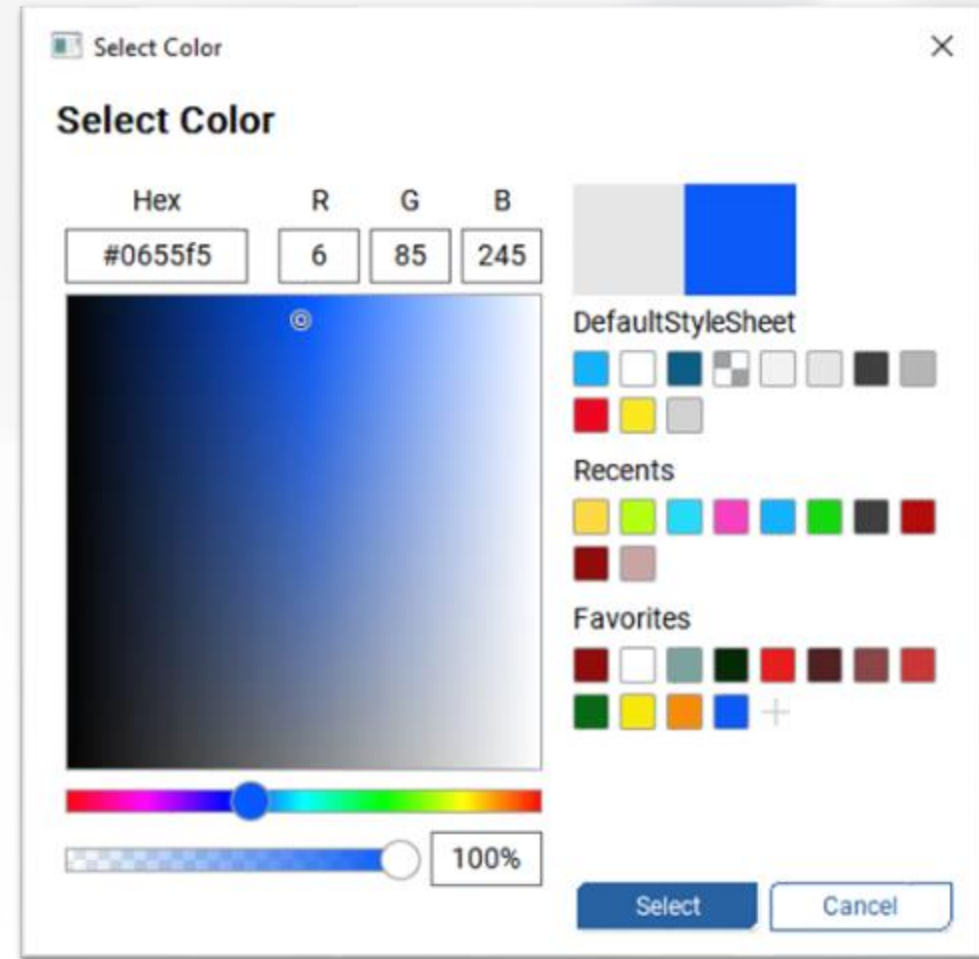 Select Color
Select Color
Hex R G B
#0655f5 6 85 245
DefaultStyleSheet
Recents
Favorites
100%
Select Cancel